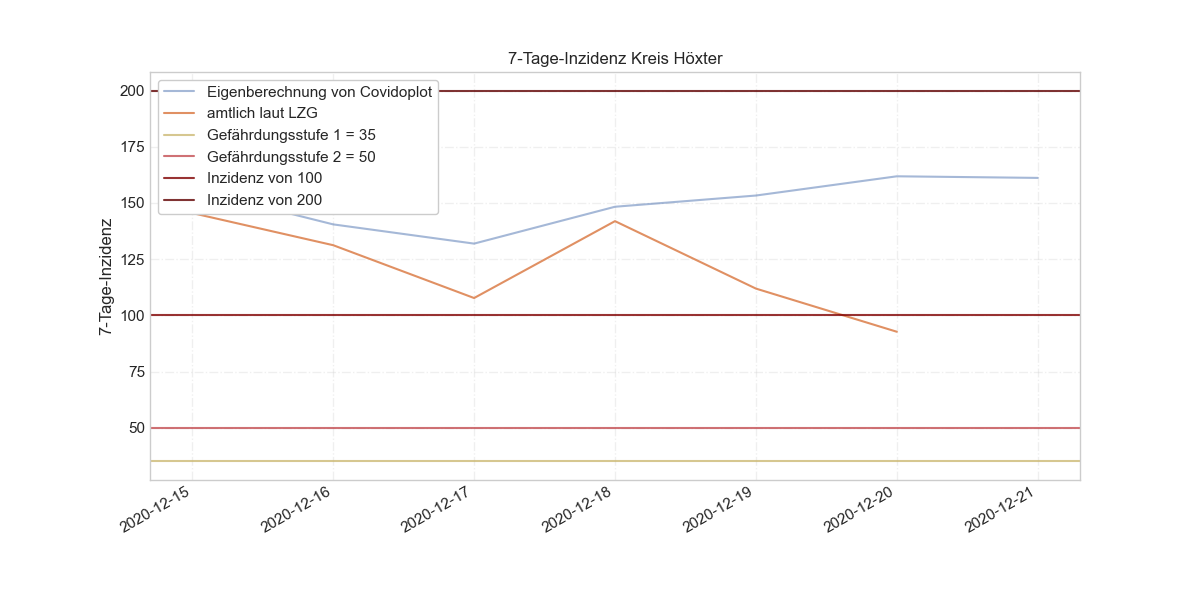 7-Tage-Inzidenz Kreis Höxter
Eigenberechnung von Covidoplot
amtlich laut LZG
Gefährdungsstufe 1 = 35
Gefährdungsstufe 2 = 50
Inzidenz von 100
Inzidenz von 200
7-Tage-Inzidenz
200
175
150
125
100
75
50
2020-12-15
2020-12-16
2020-12-17
2020-12-18
2020-12-19
2020-12-20
2020-12-21